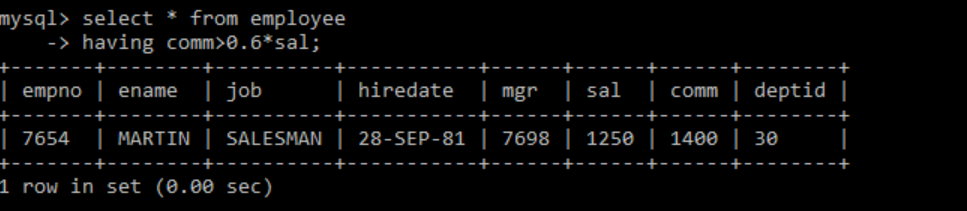 mysql> select * from employee
    -> having comm>0.6*sal;
+-------+--------+----------+-----------+------+------+------+--------+
| empno | ename  | job      | hiredate  | mgr  | sal  | comm | deptid |
+-------+--------+----------+-----------+------+------+------+--------+
| 7654  | MARTIN | SALESMAN | 28-SEP-81 | 7698 | 1250 | 1400 | 30     |
+-------+--------+----------+-----------+------+------+------+--------+
1 row in set (0.00 sec)